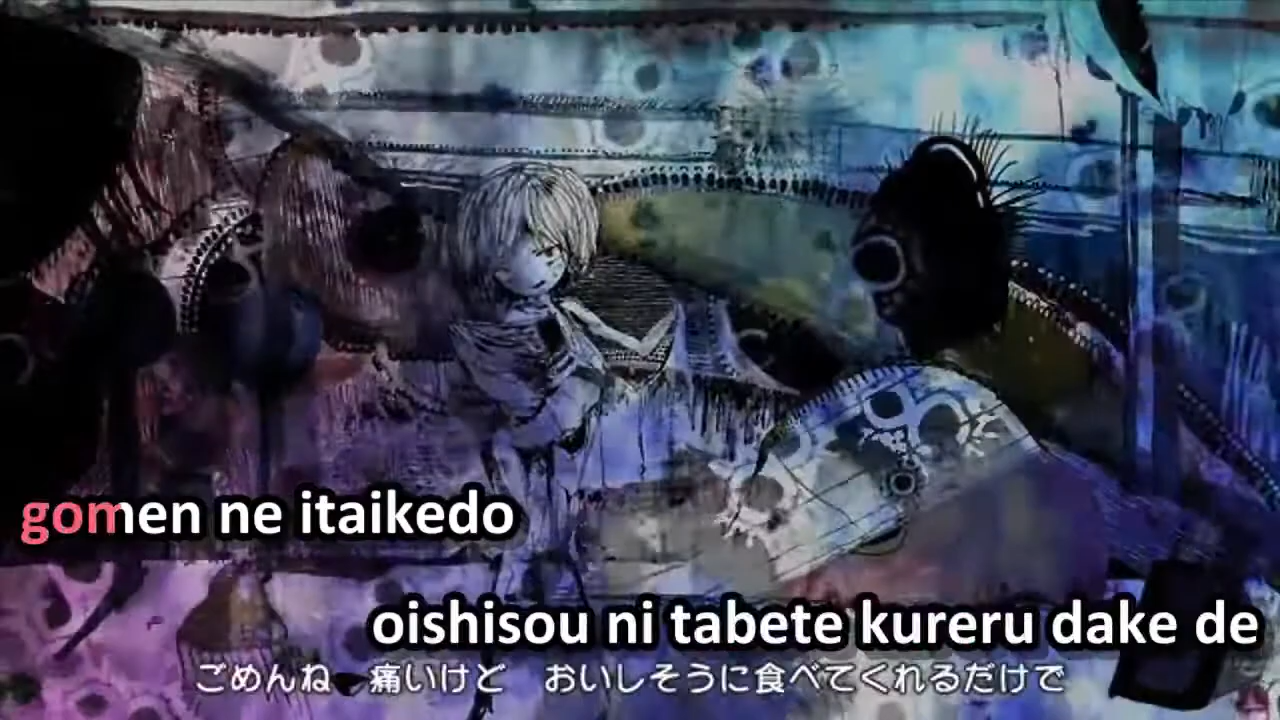 gomen ne itaikedo
oishisou ni tabete kureru dake de
ごめんね 痛いけど おいしそうに食べてくれるだけで